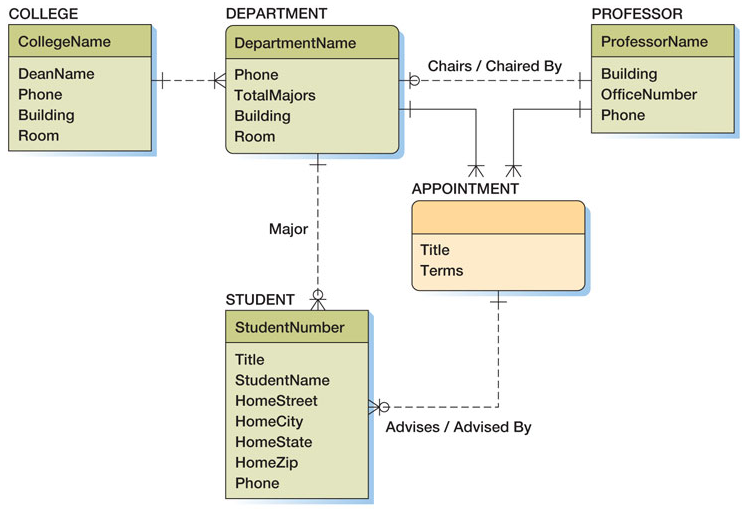 COLLEGE
CollegeName
DeanName
Phone
Building
Room
DEPARTMENT
DepartmentName
Phone
TotalMajors
Building
Room
Chairs / Chaired By
PROFESSOR
ProfessorName
Building
OfficeNumber
Phone
APPOINTMENT
Title
Terms
Major
STUDENT
StudentNumber
Title
StudentName
HomeStreet
HomeCity
HomeState
HomeZip
Phone
Advises / Advised By